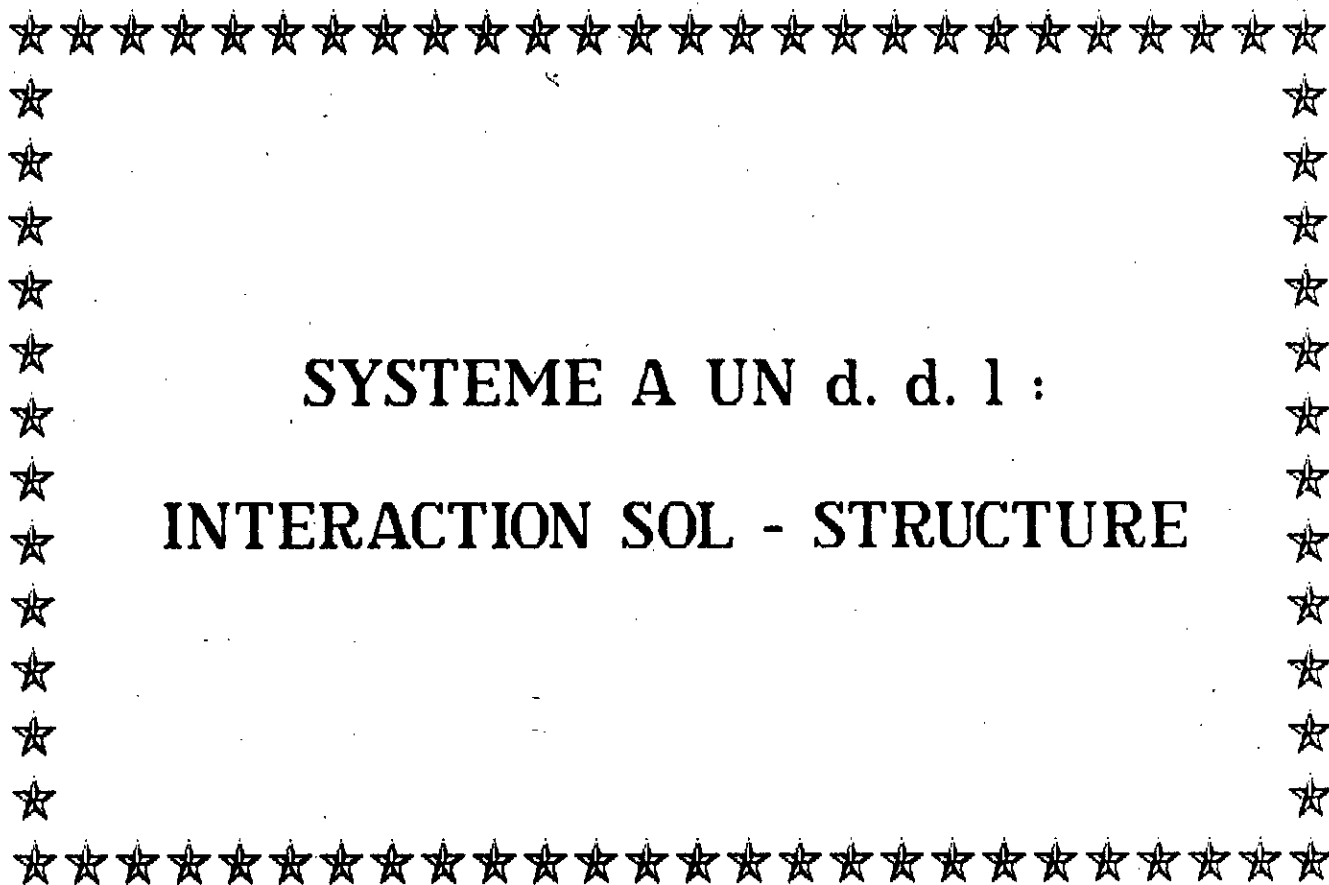 SYSTEME A UN d. d. l :
INTERACTION SOL - STRUCTURE